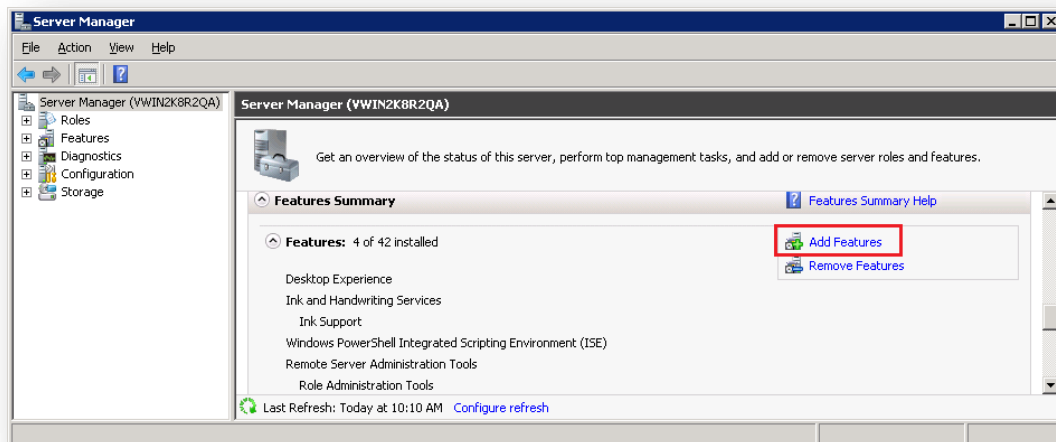 Server Manager
File Action View Help
Server Manager (VWIN2K8R2QA)
Roles
Features
Diagnostics
Configuration
Storage
Server Manager (VWIN2K8R2QA)
Get an overview of the status of this server, perform top management tasks, and add or remove server roles and features.
Features Summary
Features Summary Help
Features: 4 of 42 installed
Add Features
Remove Features
Desktop Experience
Ink and Handwriting Services
Ink Support
Windows PowerShell Integrated Scripting Environment (ISE)
Remote Server Administration Tools
Role Administration Tools
Last Refresh: Today at 10:10 AM Configure refresh